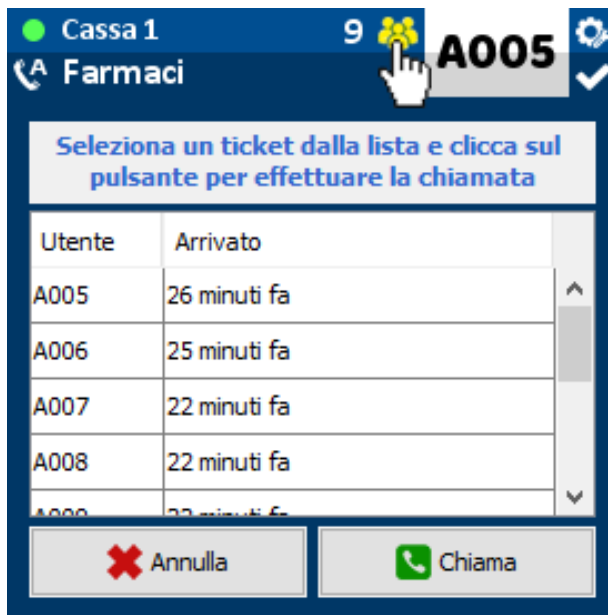 Cassa 1 9 A005
A Farmaci
Seleziona un ticket dalla lista e clicca sul
pulsante per effettuare la chiamata
Utente Arrivato
A005 26 minuti fa
A006 25 minuti fa
A007 22 minuti fa
A008 22 minuti fa
Annulla Chiama